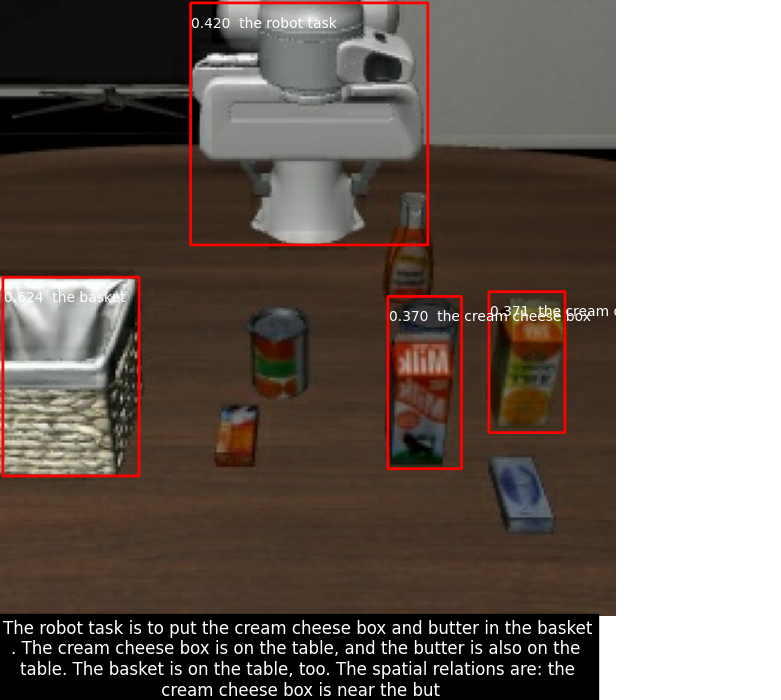 0.420 the robot task
0.624 the basket
0.371 the cream c
0.370 the cream cheese box
Milk
Milk
The robot task is to put the cream cheese box and butter in the basket
. The cream cheese box is on the table, and the butter is also on the
table. The basket is on the table, too. The spatial relations are: the
cream cheese box is near the but